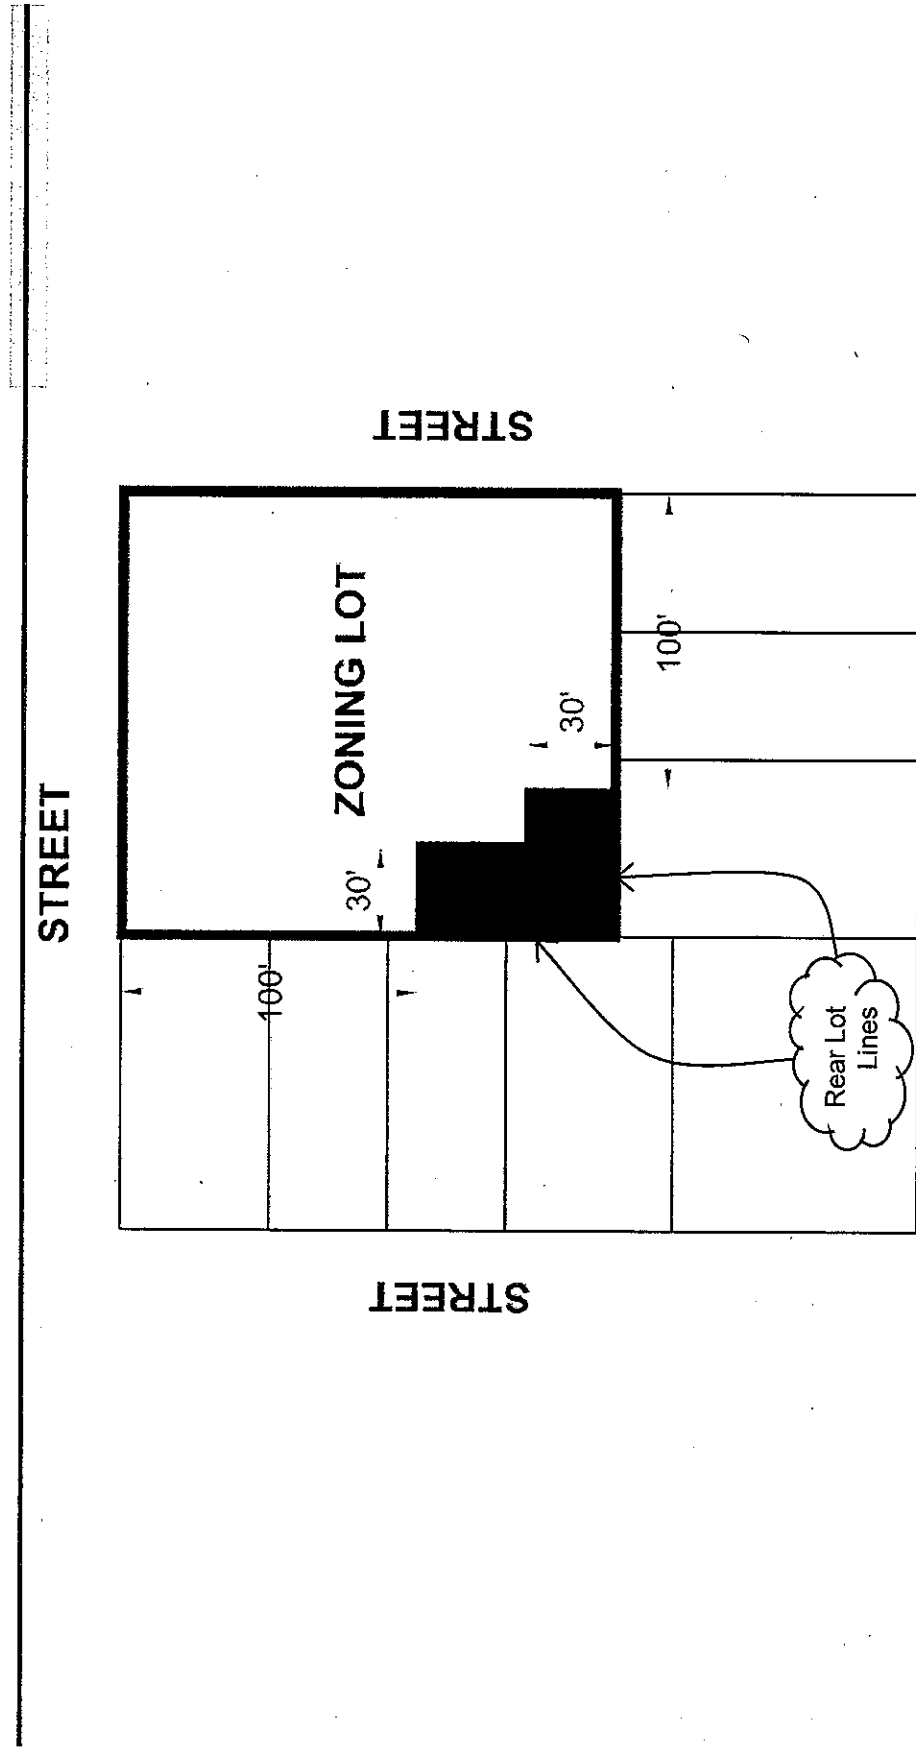 STREET
STREET
ZONING LOT
30'
30'
100'
100'
STREET
Rear Lot
Lines